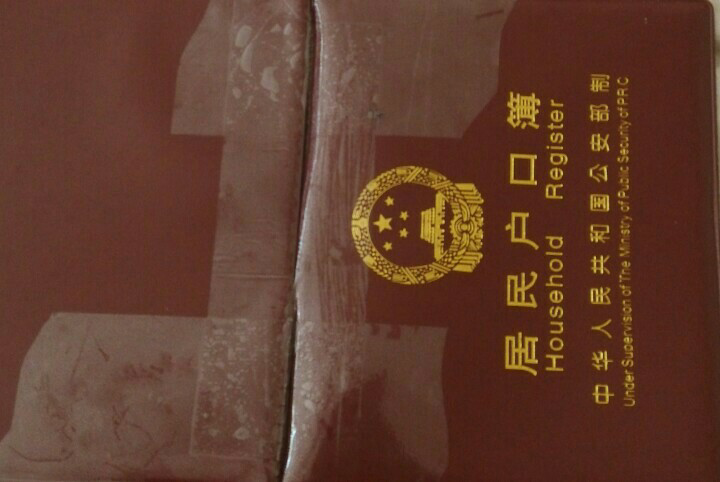 居民户口簿
Household Register
中华人民共和国公安部制
Under Supervision of The Ministry of Public Security of P.R.C